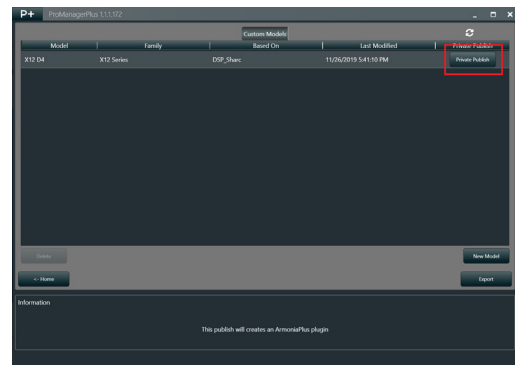 P+ ProManagerPlus 1.1.1.172
Custom Models
Model Family Based On Last Modified Private Publish
X12 D4 X12 Series DSP_Sharc 11/26/2019 5:41:10 PM Private Publish
Delete New Model
<- Home Export
Information
This publish will creates an ArmoniaPlus plugin